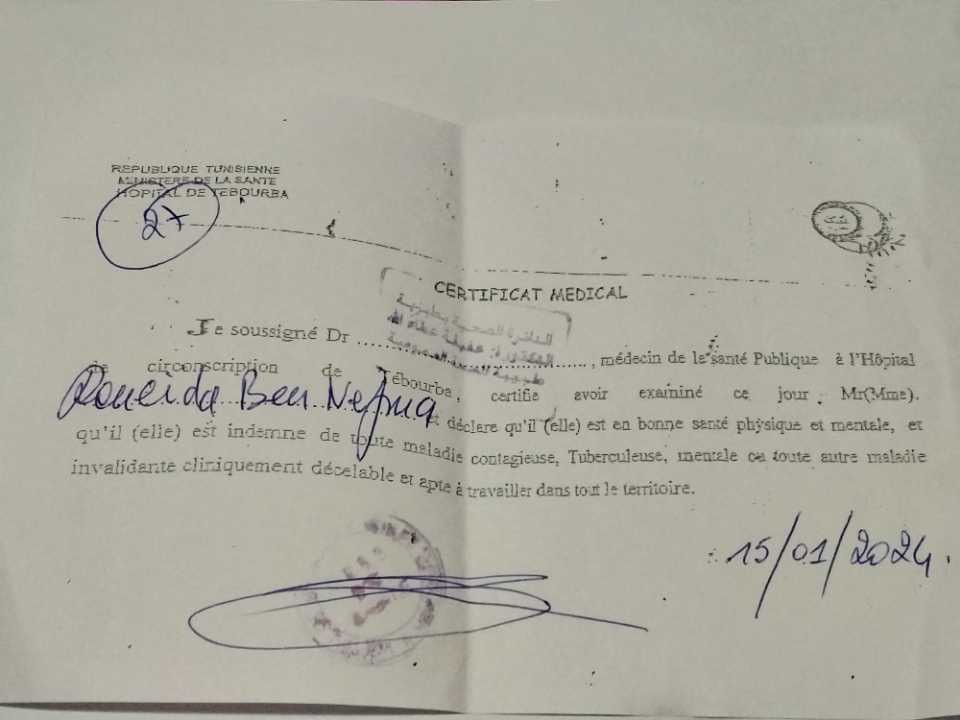 REPUBLIQUE TUNISIENNE
MINISTERE DE LA SANTE
HOPITAL DE TEBOURBA
27
CERTIFICAT MEDICAL
Je soussigné Dr ........................., médecin de la santé Publique à l'Hôpital
de circonscription de Tébourba, certifie avoir examiné ce jour Mr(Mme).
Ben Nejma et déclare qu'il (elle) est en bonne santé physique et mentale, et
qu'il (elle) est indemne de toute maladie contagieuse, Tuberculeuse, mentale ou toute autre maladie
invalidante cliniquement décelable et apte à travailler dans tout le territoire.
15/01/2024.